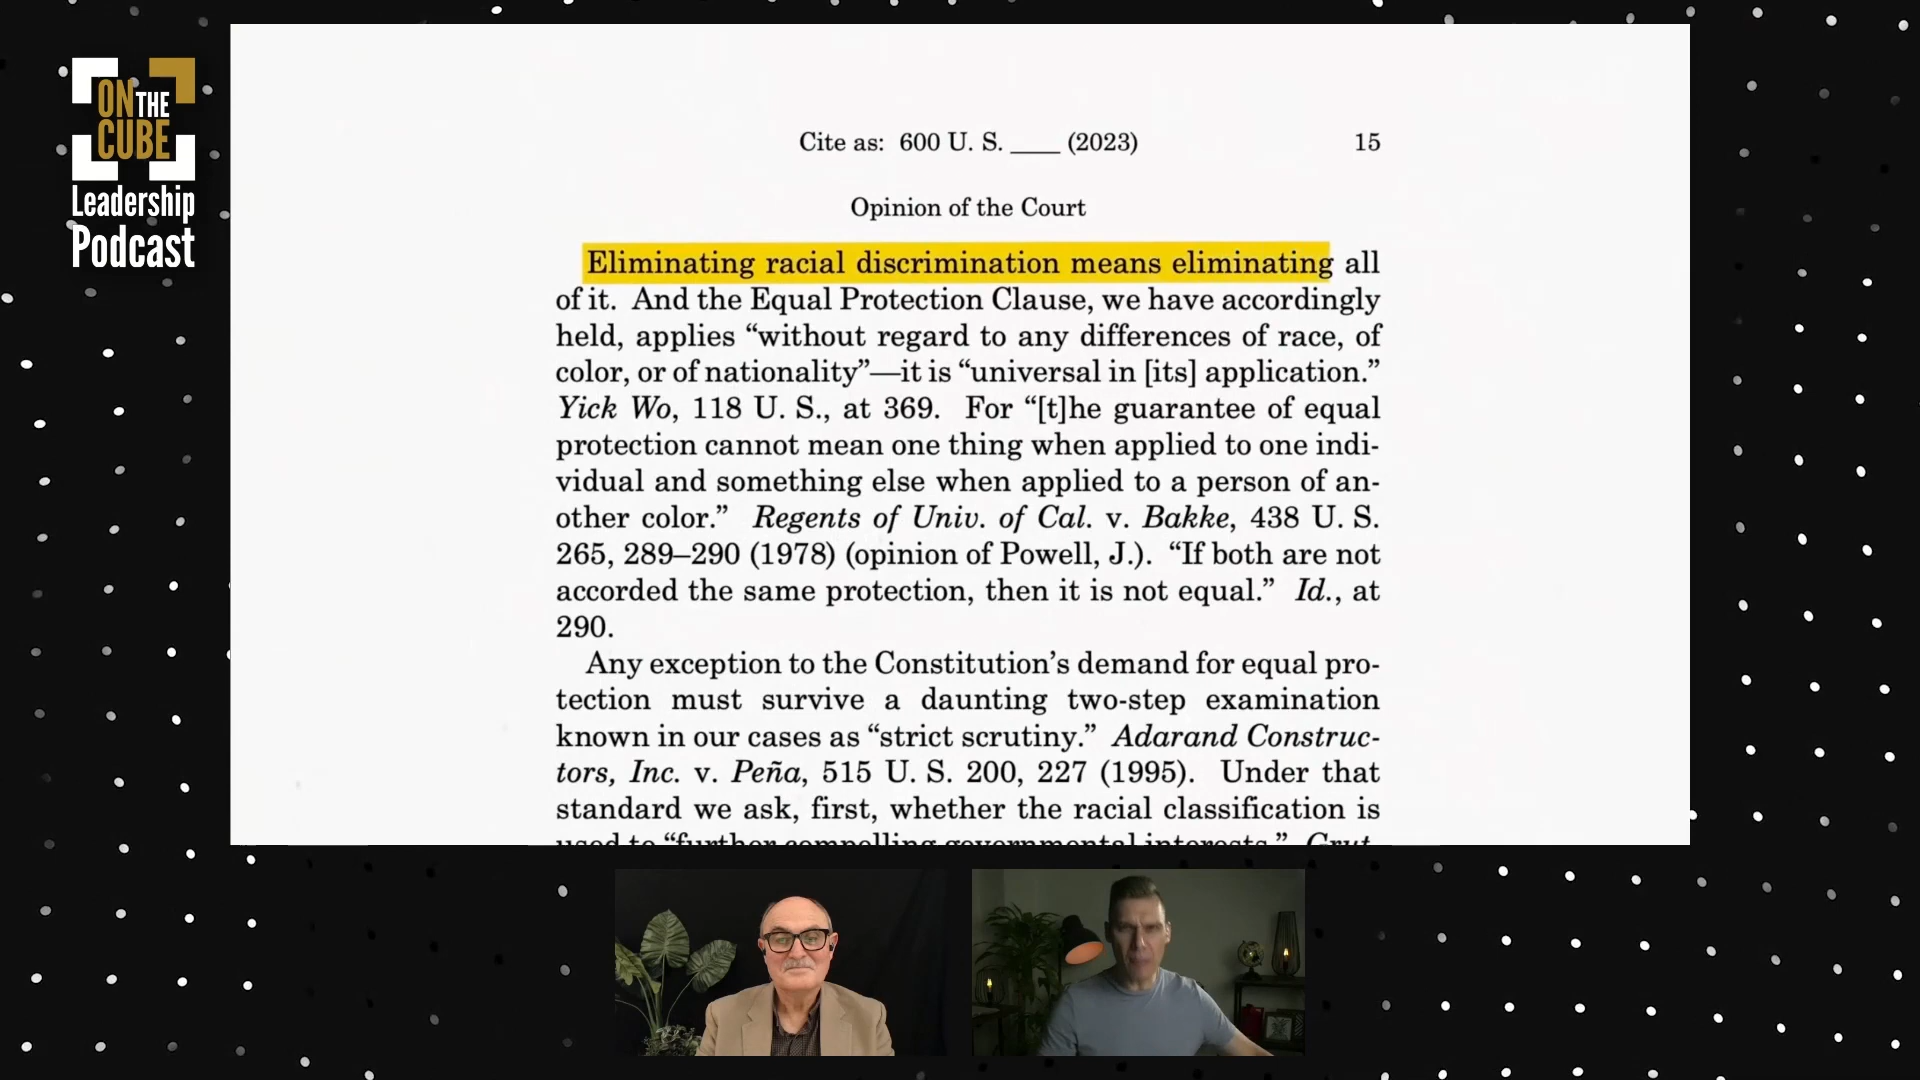 ON THE
CUBE
Leadership
Podcast
Cite as: 600 U. S. ____ (2023) 15
Opinion of the Court
Eliminating racial discrimination means eliminating all
of it. And the Equal Protection Clause, we have accordingly
held, applies “without regard to any differences of race, of
color, or of nationality”—it is “universal in [its] application.”
Yick Wo, 118 U. S., at 369. For “[t]he guarantee of equal
protection cannot mean one thing when applied to one indi-
vidual and something else when applied to a person of an-
other color.” Regents of Univ. of Cal. v. Bakke, 438 U. S.
265, 289–290 (1978) (opinion of Powell, J.). “If both are not
accorded the same protection, then it is not equal.” Id., at
290.
Any exception to the Constitution’s demand for equal pro-
tection must survive a daunting two-step examination
known in our cases as “strict scrutiny.” Adarand Construc-
tors, Inc. v. Peña, 515 U. S. 200, 227 (1995). Under that
standard we ask, first, whether the racial classification is
used to “further compelling governmental interests.” Grut